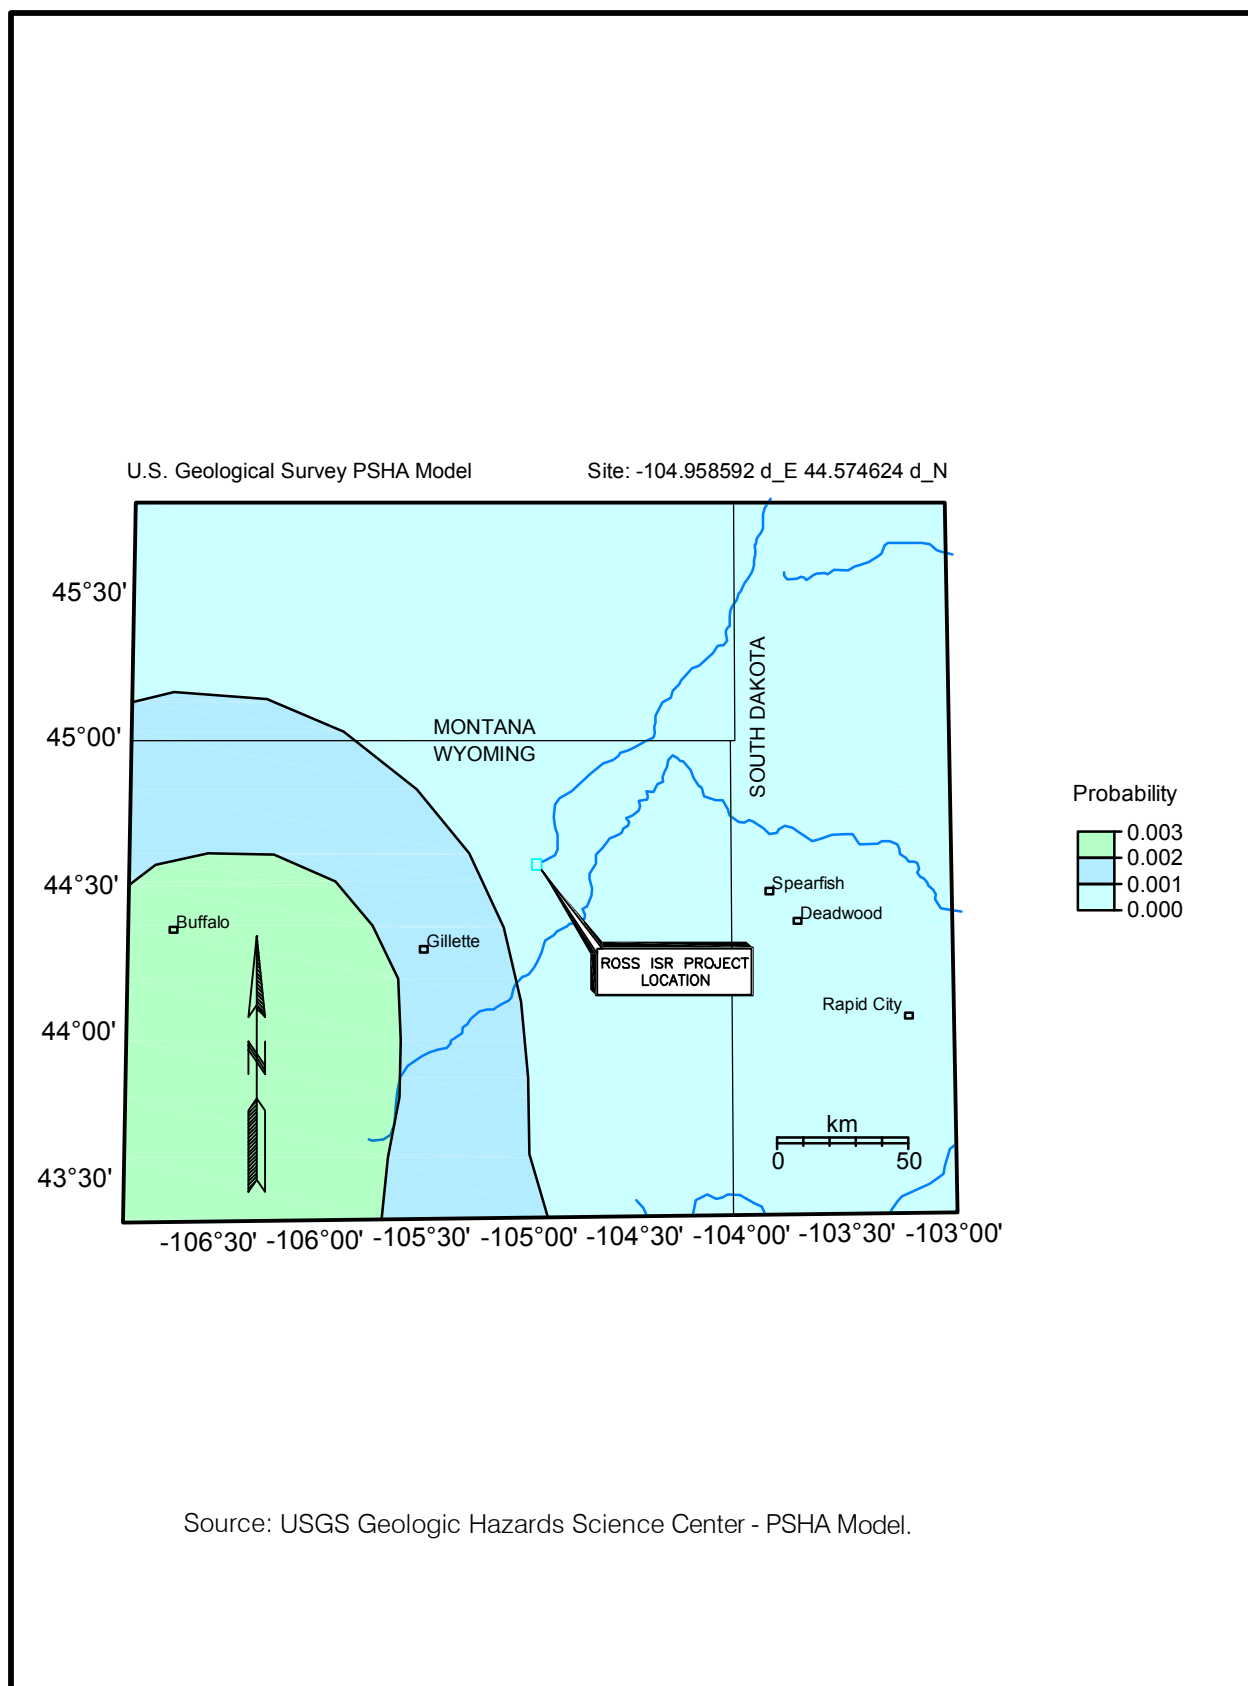 U.S. Geological Survey PSHA Model
Site: -104.958592 d_E 44.574624 d_N
45°30'
45°00'
44°30'
44°00'
43°30'
MONTANA
WYOMING
SOUTH DAKOTA
Buffalo
Gillette
Spearfish
Deadwood
Rapid City
ROSS ISR PROJECT
LOCATION
N
km
0 50
-106°30' -106°00' -105°30' -105°00' -104°30' -104°00' -103°30' -103°00'
Probability
0.003
0.002
0.001
0.000
Source: USGS Geologic Hazards Science Center - PSHA Model.